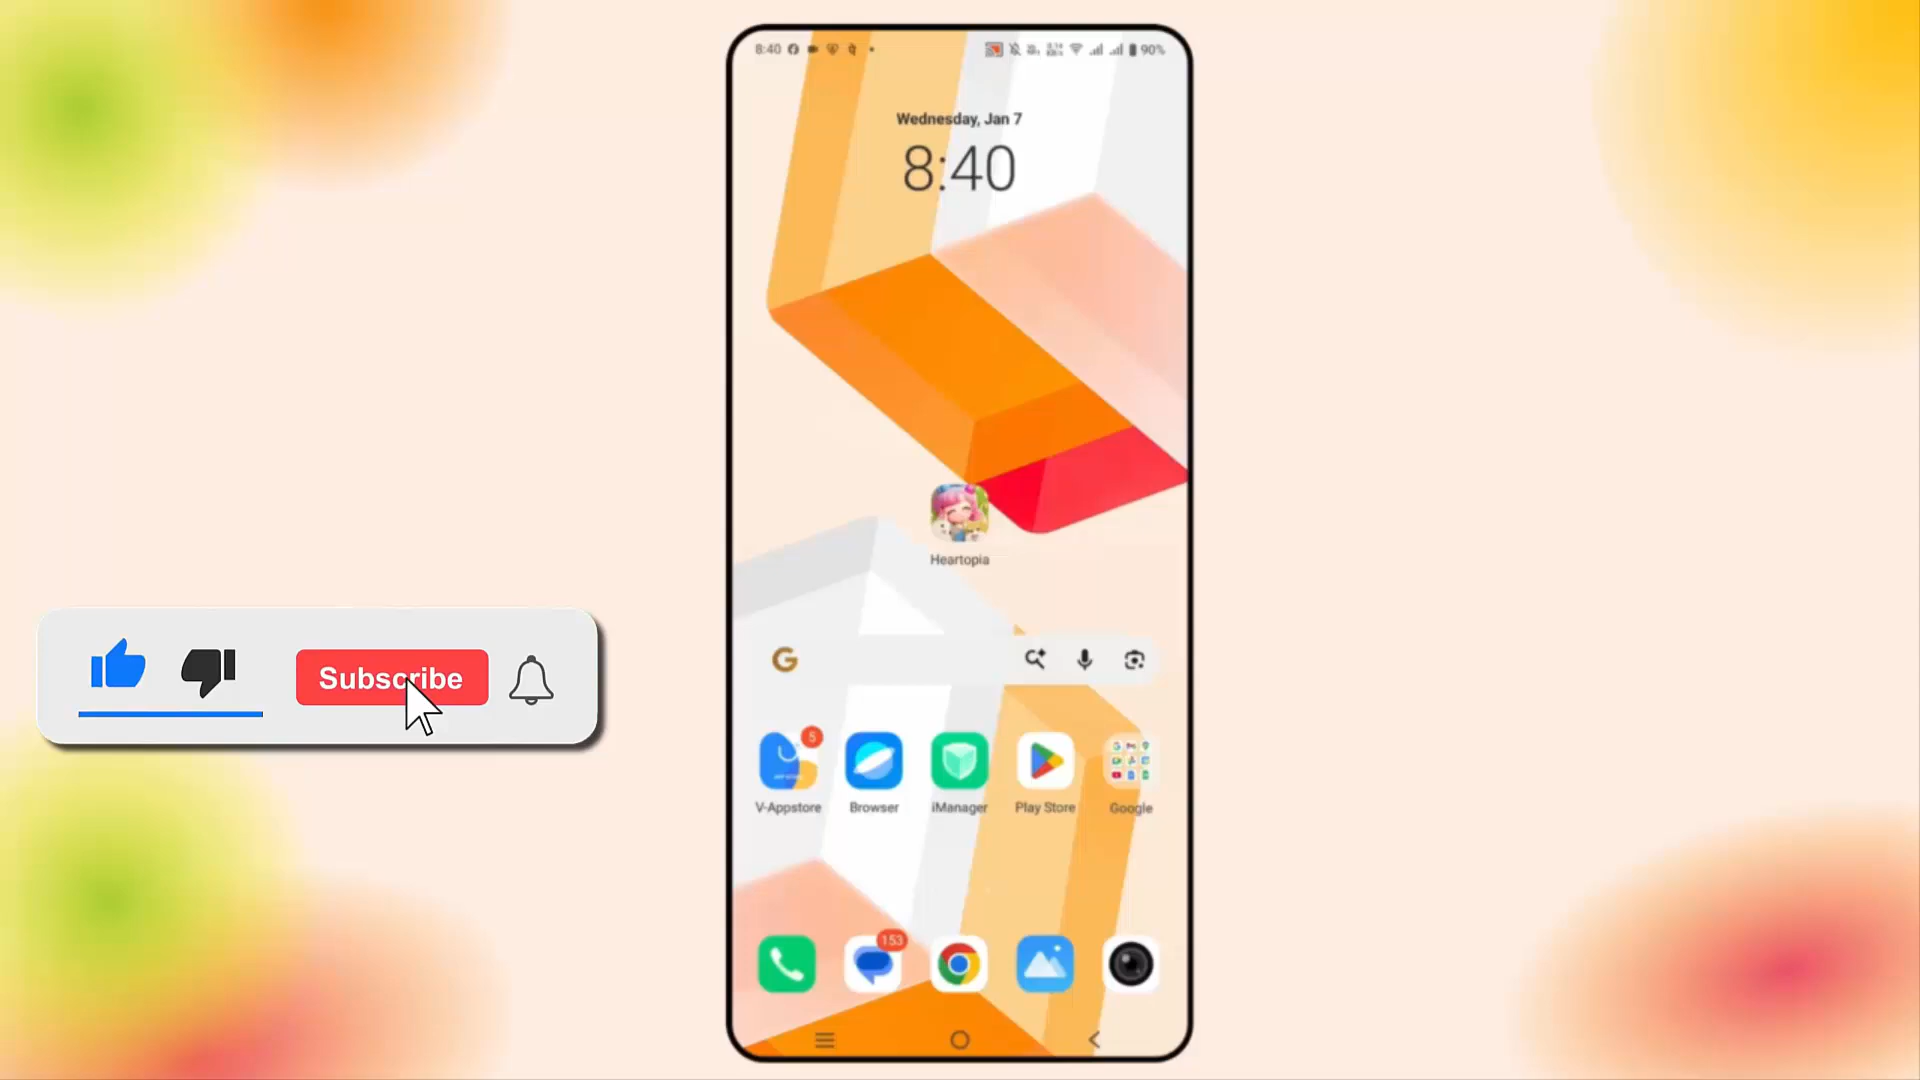 8:40
90%
Wednesday, Jan 7
8:40
Heartopia
Subscribe
5
V-Appstore
Browser
iManager
Play Store
Google
153